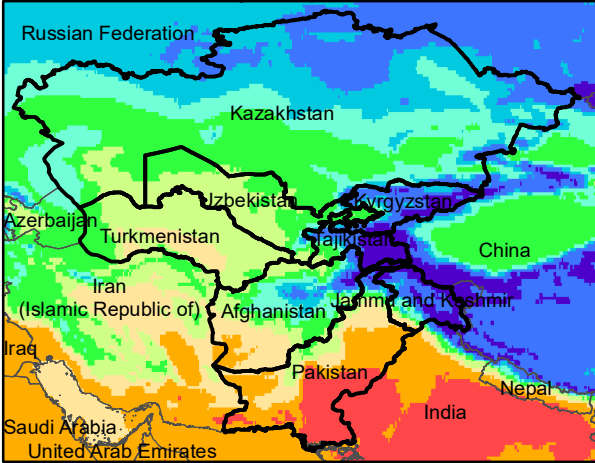 Russian Federation
Kazakhstan
Izbekistan
Kyrgyzstan
Azerbaijan
Turkmenistan
Tajikistan
China
Iran
(Islamic Republic of)
Afghanistan
Jammu and Kashmir
Iraq
Pakistan
Nepal
India
Saudi Arabia
United Arab Emirates